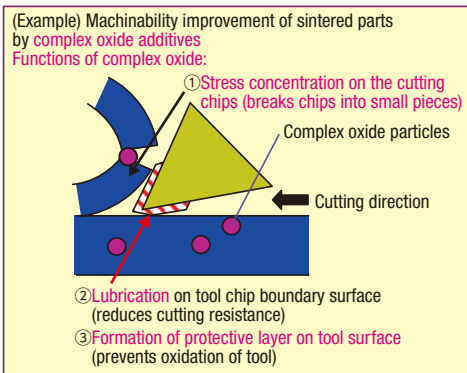 (Example) Machinability improvement of sintered parts
by complex oxide additives
Functions of complex oxide:
①Stress concentration on the cutting
chips (breaks chips into small pieces)
Complex oxide particles
Cutting direction
②Lubrication on tool chip boundary surface
(reduces cutting resistance)
③Formation of protective layer on tool surface
(prevents oxidation of tool)